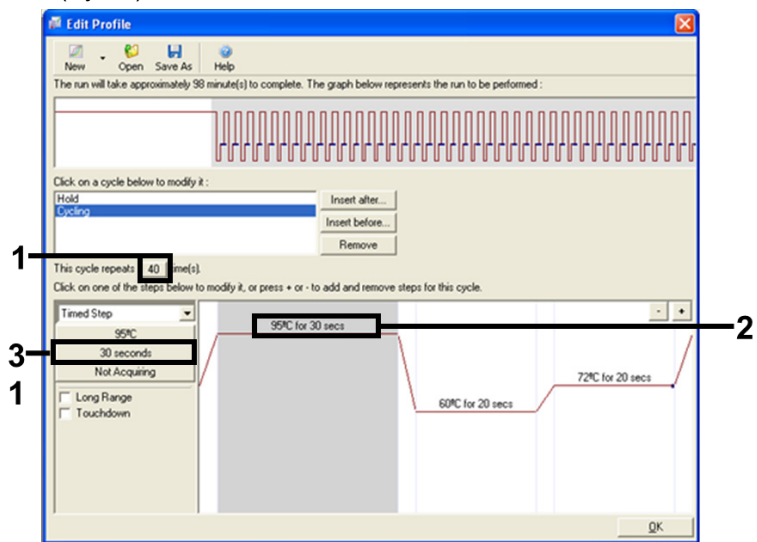 Edit Profile
New Open Save As Help
The run will take approximately 98 minute(s) to complete. The graph below represents the run to be performed :
Click on a cycle below to modify it :
Hold
Cycling
Insert after...
Insert before...
Remove
1
This cycle repeats 40 time(s).
Click on one of the steps below to modify it, or press + or - to add and remove steps for this cycle.
Timed Step
- +
95ºC
95ºC for 30 secs
2
3
30 seconds
Not Acquiring
72ºC for 20 secs
1
Long Range
60ºC for 20 secs
Touchdown
OK